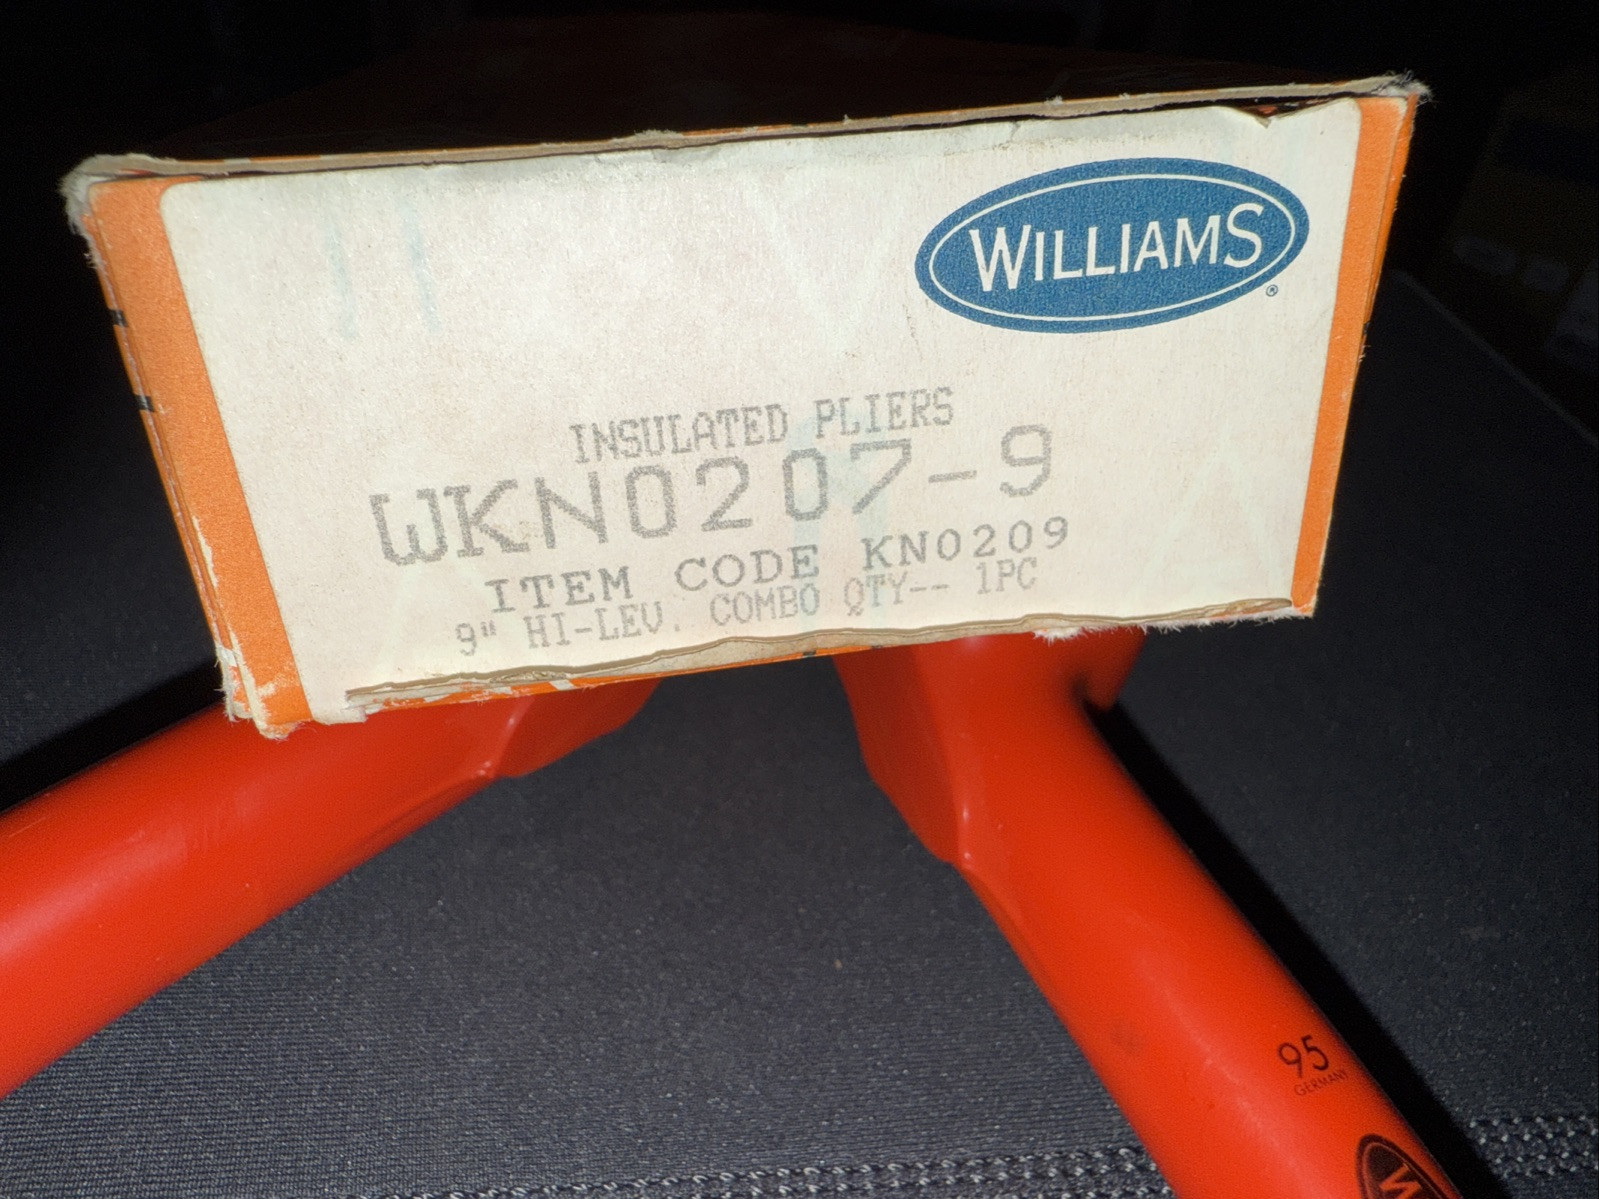 WILLIAMS
®
INSULATED PLIERS
WKN0207-9
ITEM CODE KN0209
9" HI-LEV. COMBO QTY-- 1PC
95
GERMANY